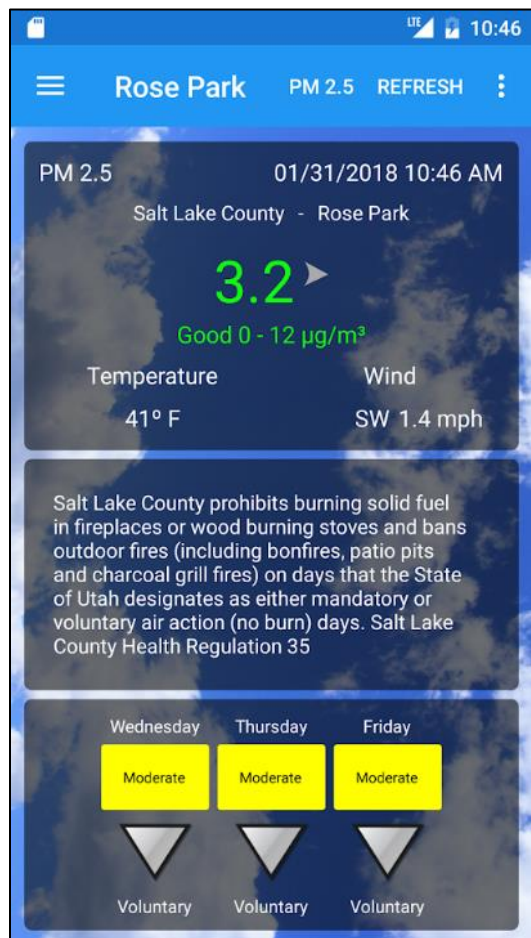 LTE 10:46
Rose Park PM 2.5 REFRESH
PM 2.5 01/31/2018 10:46 AM
Salt Lake County - Rose Park
3.2
Good 0 - 12 µg/m³
Temperature Wind
41º F SW 1.4 mph
Salt Lake County prohibits burning solid fuel
in fireplaces or wood burning stoves and bans
outdoor fires (including bonfires, patio pits
and charcoal grill fires) on days that the State
of Utah designates as either mandatory or
voluntary air action (no burn) days. Salt Lake
County Health Regulation 35
Wednesday Thursday Friday
Moderate Moderate Moderate
Voluntary Voluntary Voluntary